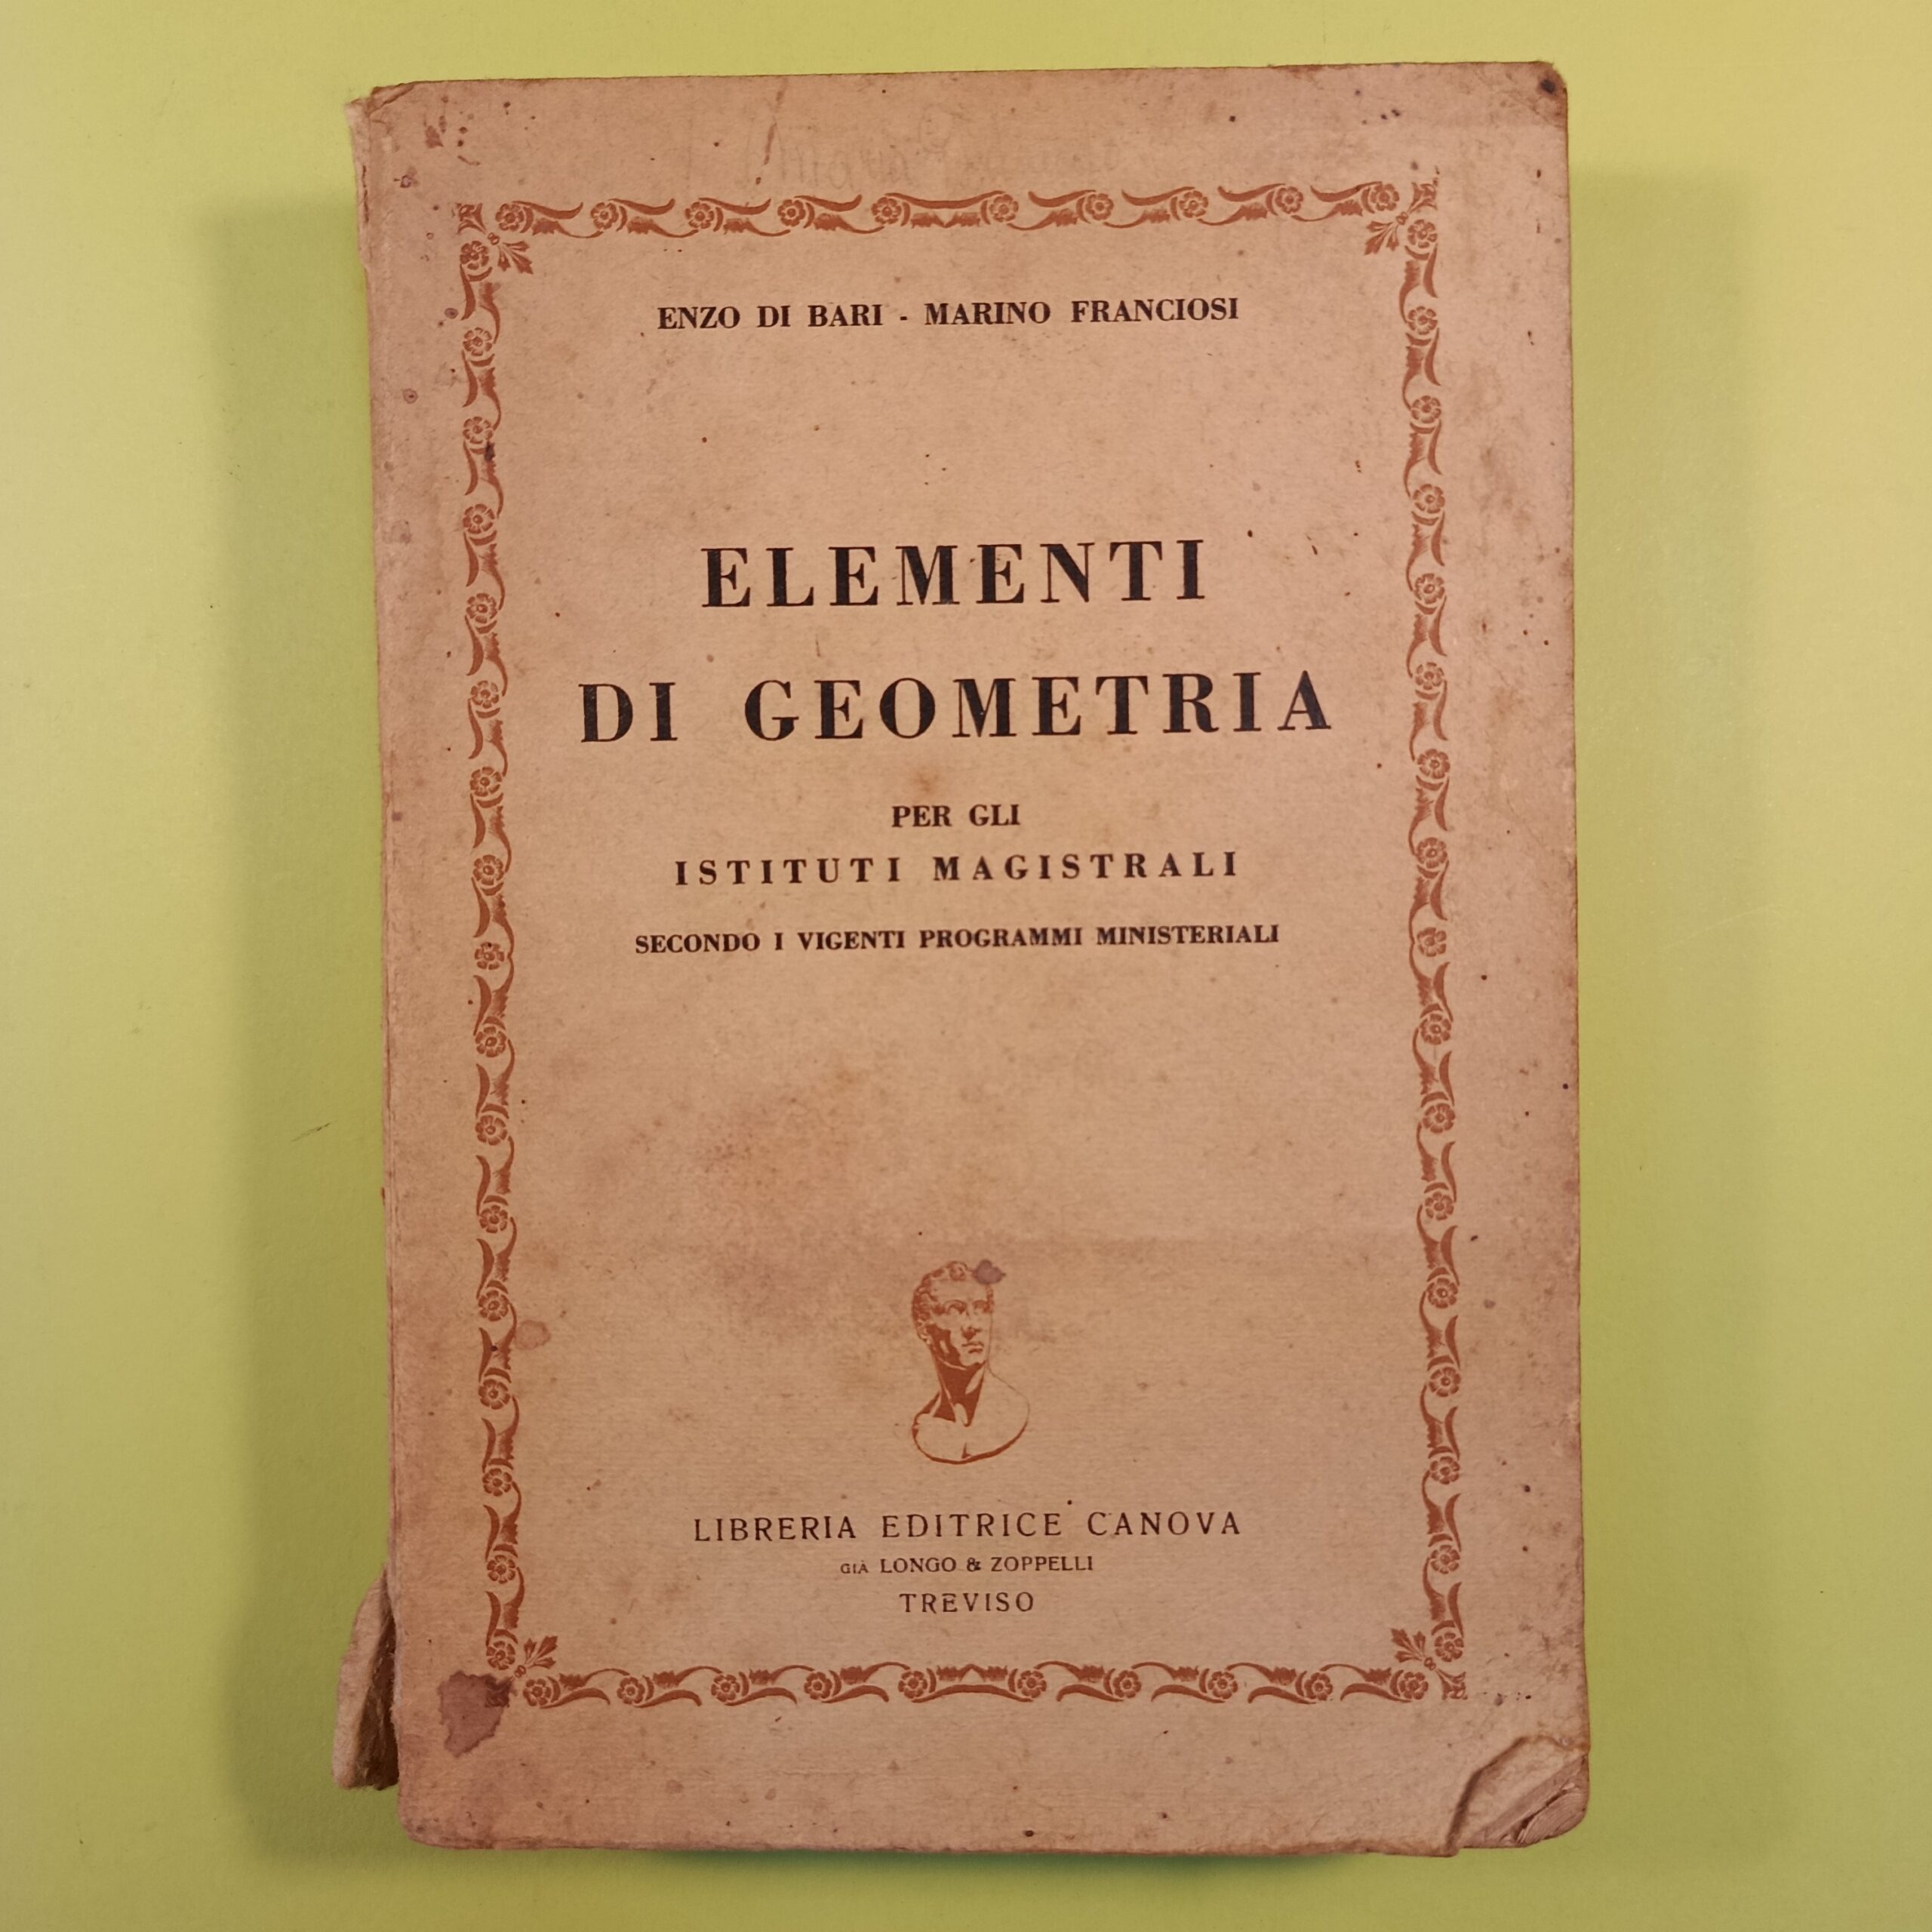 ENZO DI BARI - MARINO FRANCIOSI
ELEMENTI
DI GEOMETRIA
PER GLI
ISTITUTI MAGISTRALI
SECONDO I VIGENTI PROGRAMMI MINISTERIALI
LIBRERIA EDITRICE CANOVA
GIÀ LONGO & ZOPPELLI
TREVISO